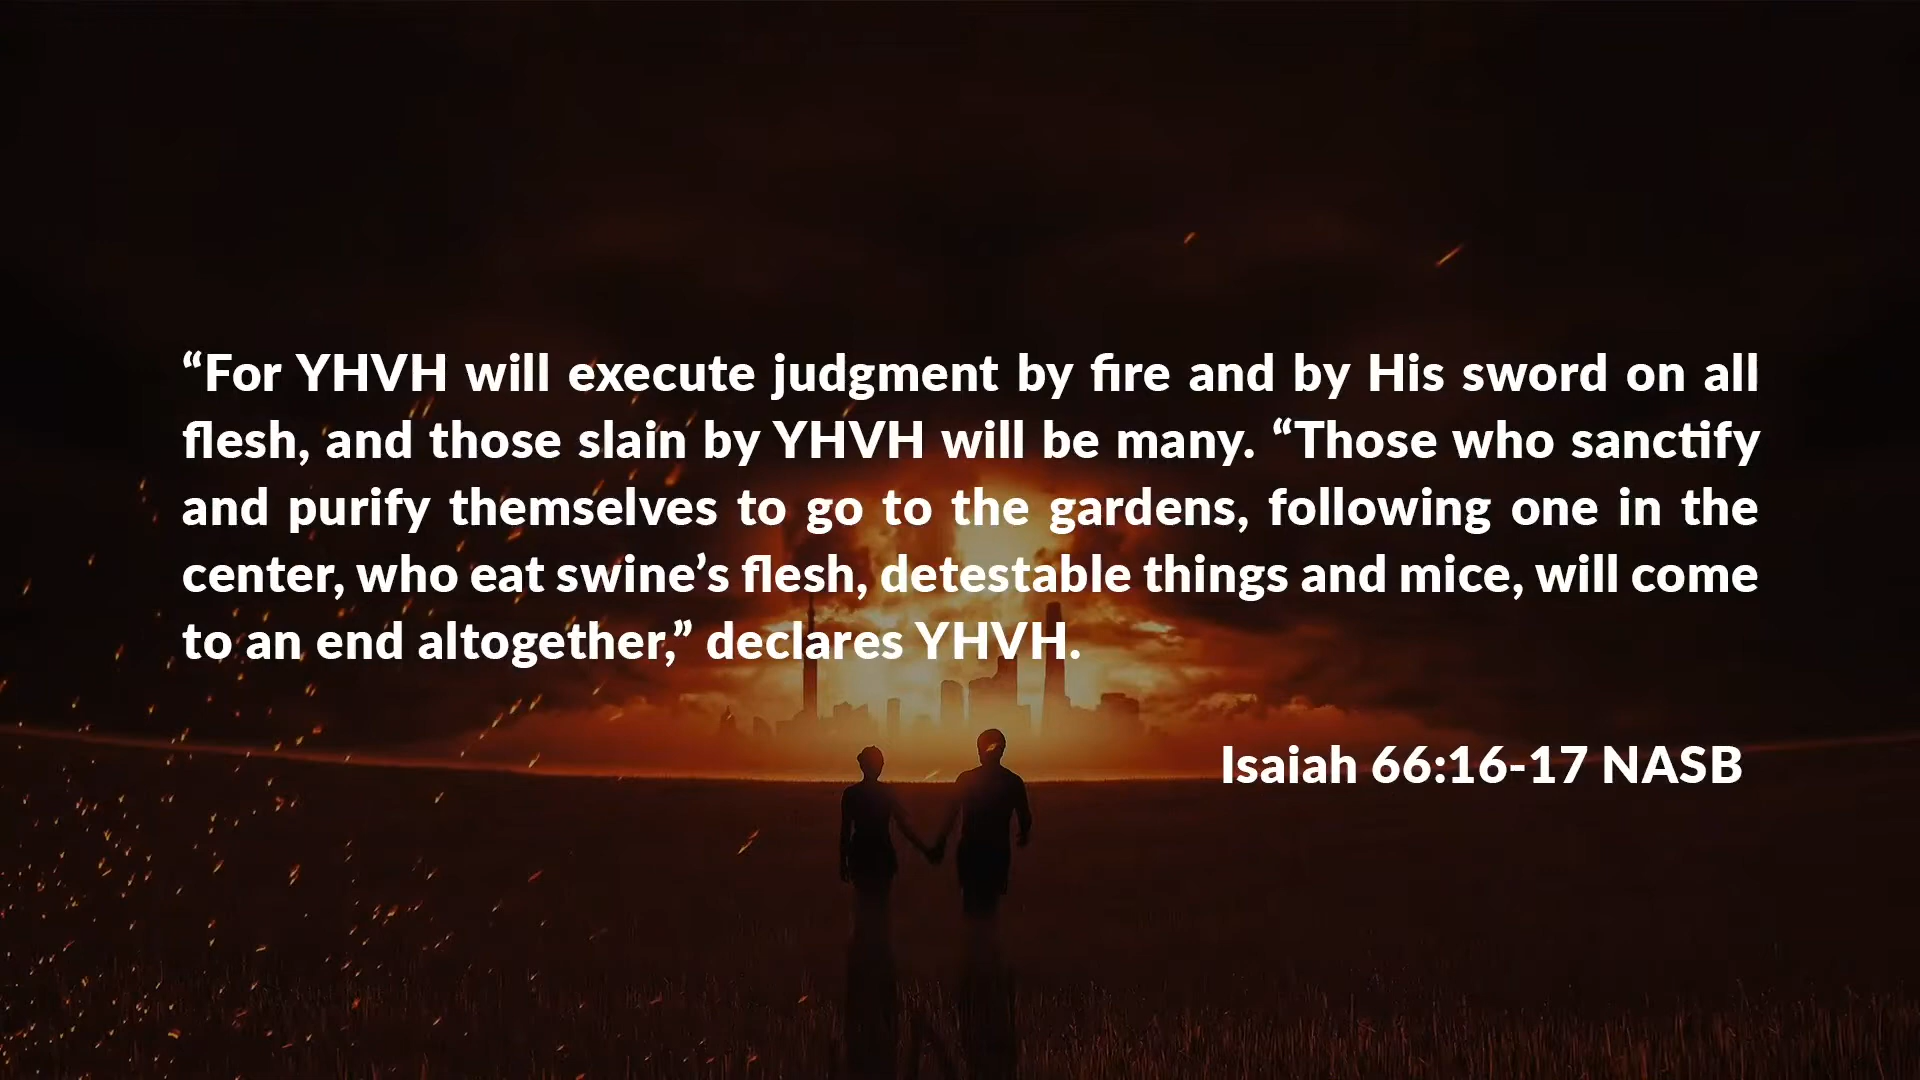 “For YHVH will execute judgment by fire and by His sword on all
flesh, and those slain by YHVH will be many. “Those who sanctify
and purify themselves to go to the gardens, following one in the
center, who eat swine’s flesh, detestable things and mice, will come
to an end altogether,” declares YHVH.
Isaiah 66:16-17 NASB